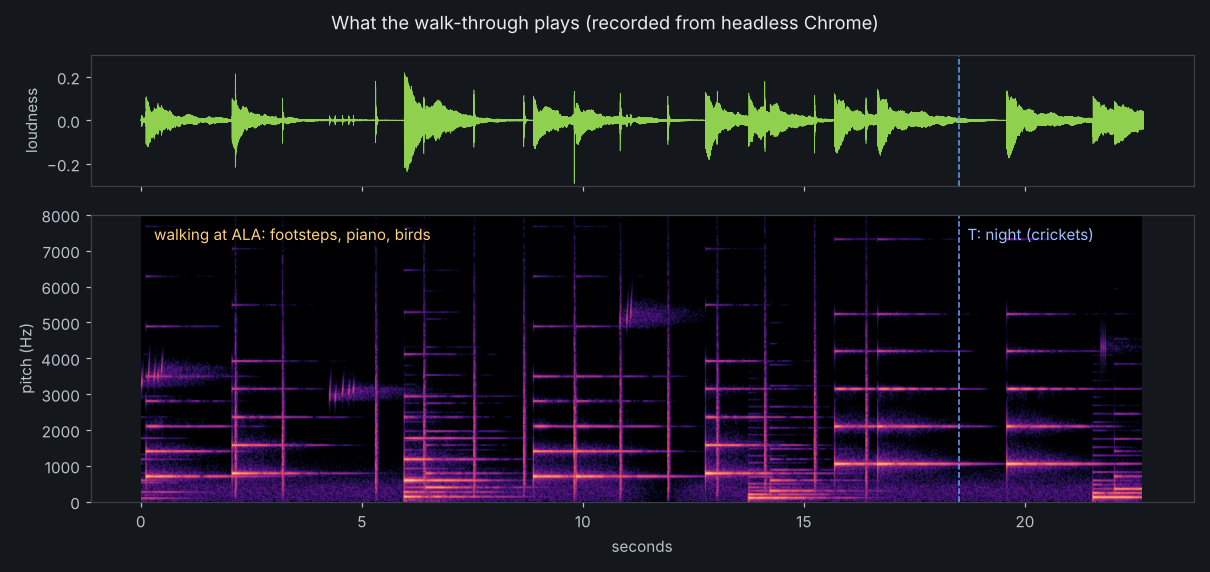 What the walk-through plays (recorded from headless Chrome)
loudness
0.2
0.0
−0.2
pitch (Hz)
8000
7000
6000
5000
4000
3000
2000
1000
0
walking at ALA: footsteps, piano, birds
T: night (crickets)
0 5 10 15 20
seconds